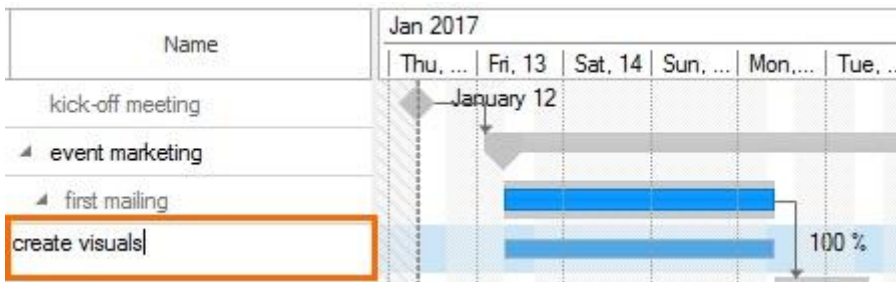 Name
Jan 2017
Thu, ... Fri, 13 Sat, 14 Sun, ... Mon,... Tue, ..
kick-off meeting
January 12
event marketing
first mailing
create visuals
100 %